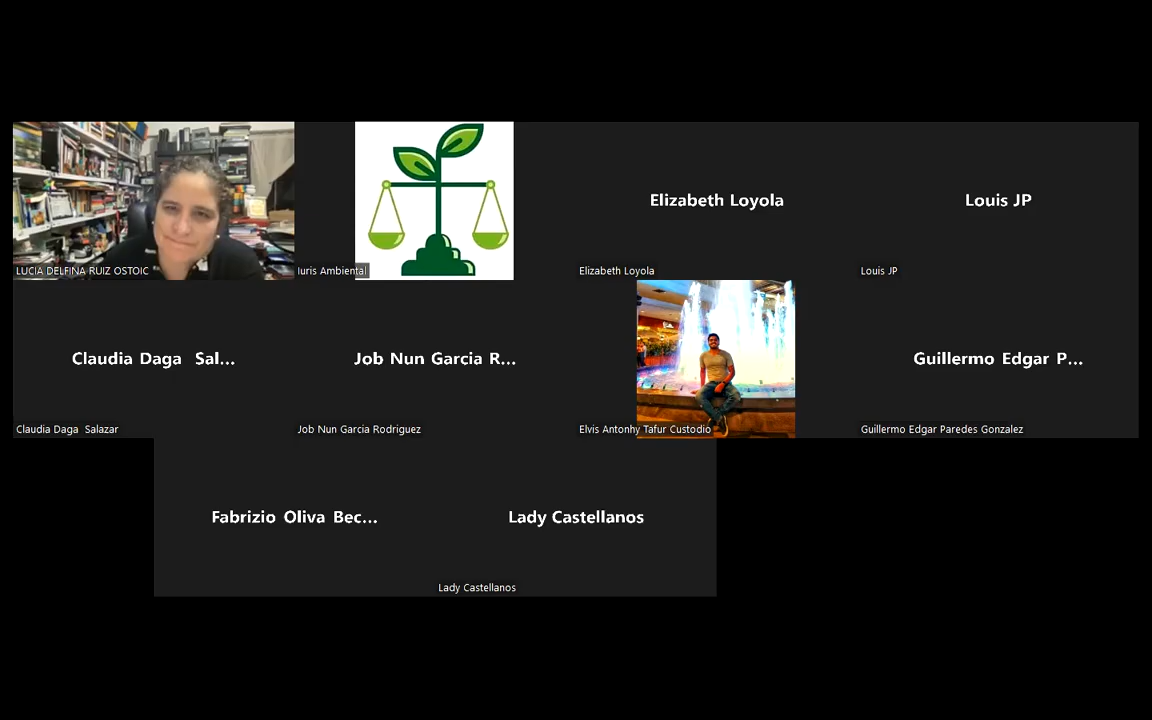 LUCIA DELFINA RUIZ OSTOIC
Iuris Ambiental
Elizabeth Loyola
Elizabeth Loyola
Louis JP
Louis JP
Claudia Daga Sal...
Claudia Daga Salazar
Job Nun Garcia R...
Job Nun Garcia Rodriguez
Elvis Antonhy Tafur Custodio
Guillermo Edgar P...
Guillermo Edgar Paredes Gonzalez
Fabrizio Oliva Bec...
Lady Castellanos
Lady Castellanos